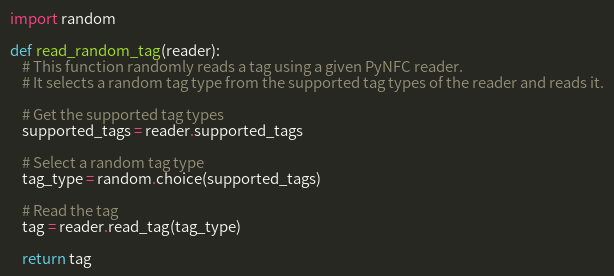 import random
def read_random_tag(reader):
# This function randomly reads a tag using a given PyNFC reader.
# It selects a random tag type from the supported tag types of the reader and reads it.
# Get the supported tag types
supported_tags = reader.supported_tags
# Select a random tag type
tag_type = random.choice(supported_tags)
# Read the tag
tag = reader.read_tag(tag_type)
return tag